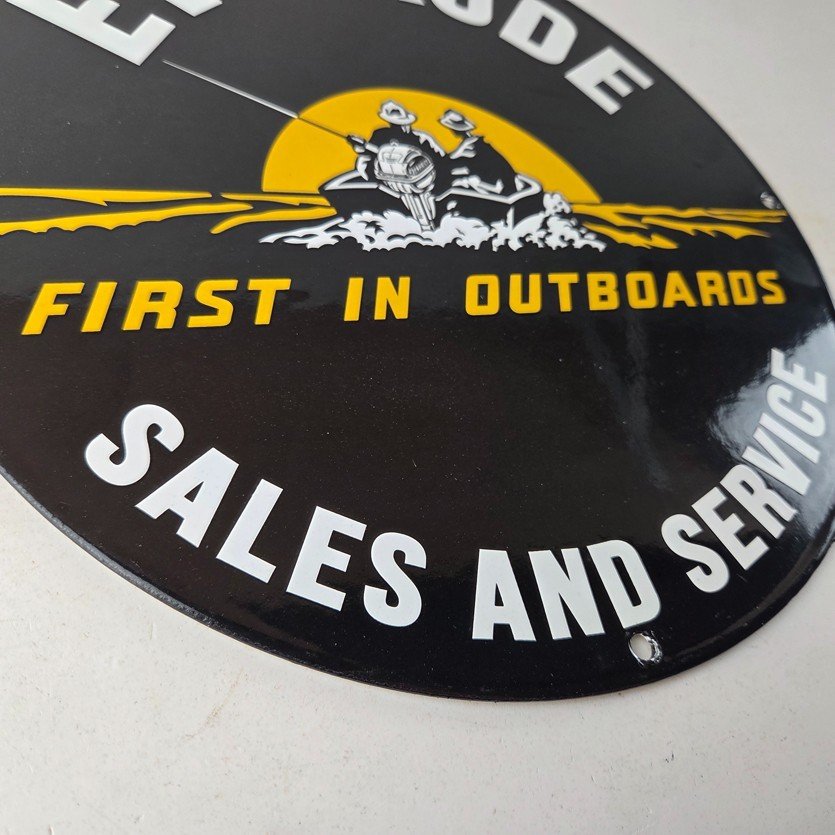 FIRST IN OUTBOARDS
SALES AND SERVICE